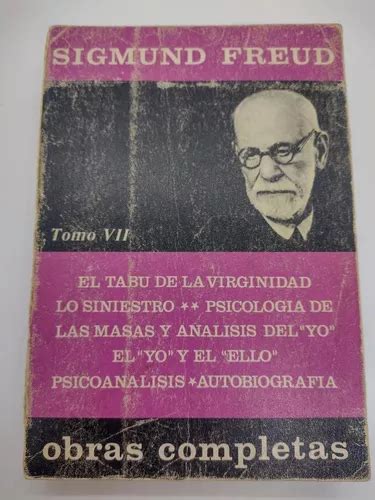 SIGMUND FREUD
Tomo VII
EL TABU DE LA VIRGINIDAD
LO SINIESTRO ** PSICOLOGIA DE
LAS MASAS Y ANALISIS DEL "YO"
EL "YO" Y EL "ELLO"
PSICOANALISIS * AUTOBIOGRAFIA
obras completas